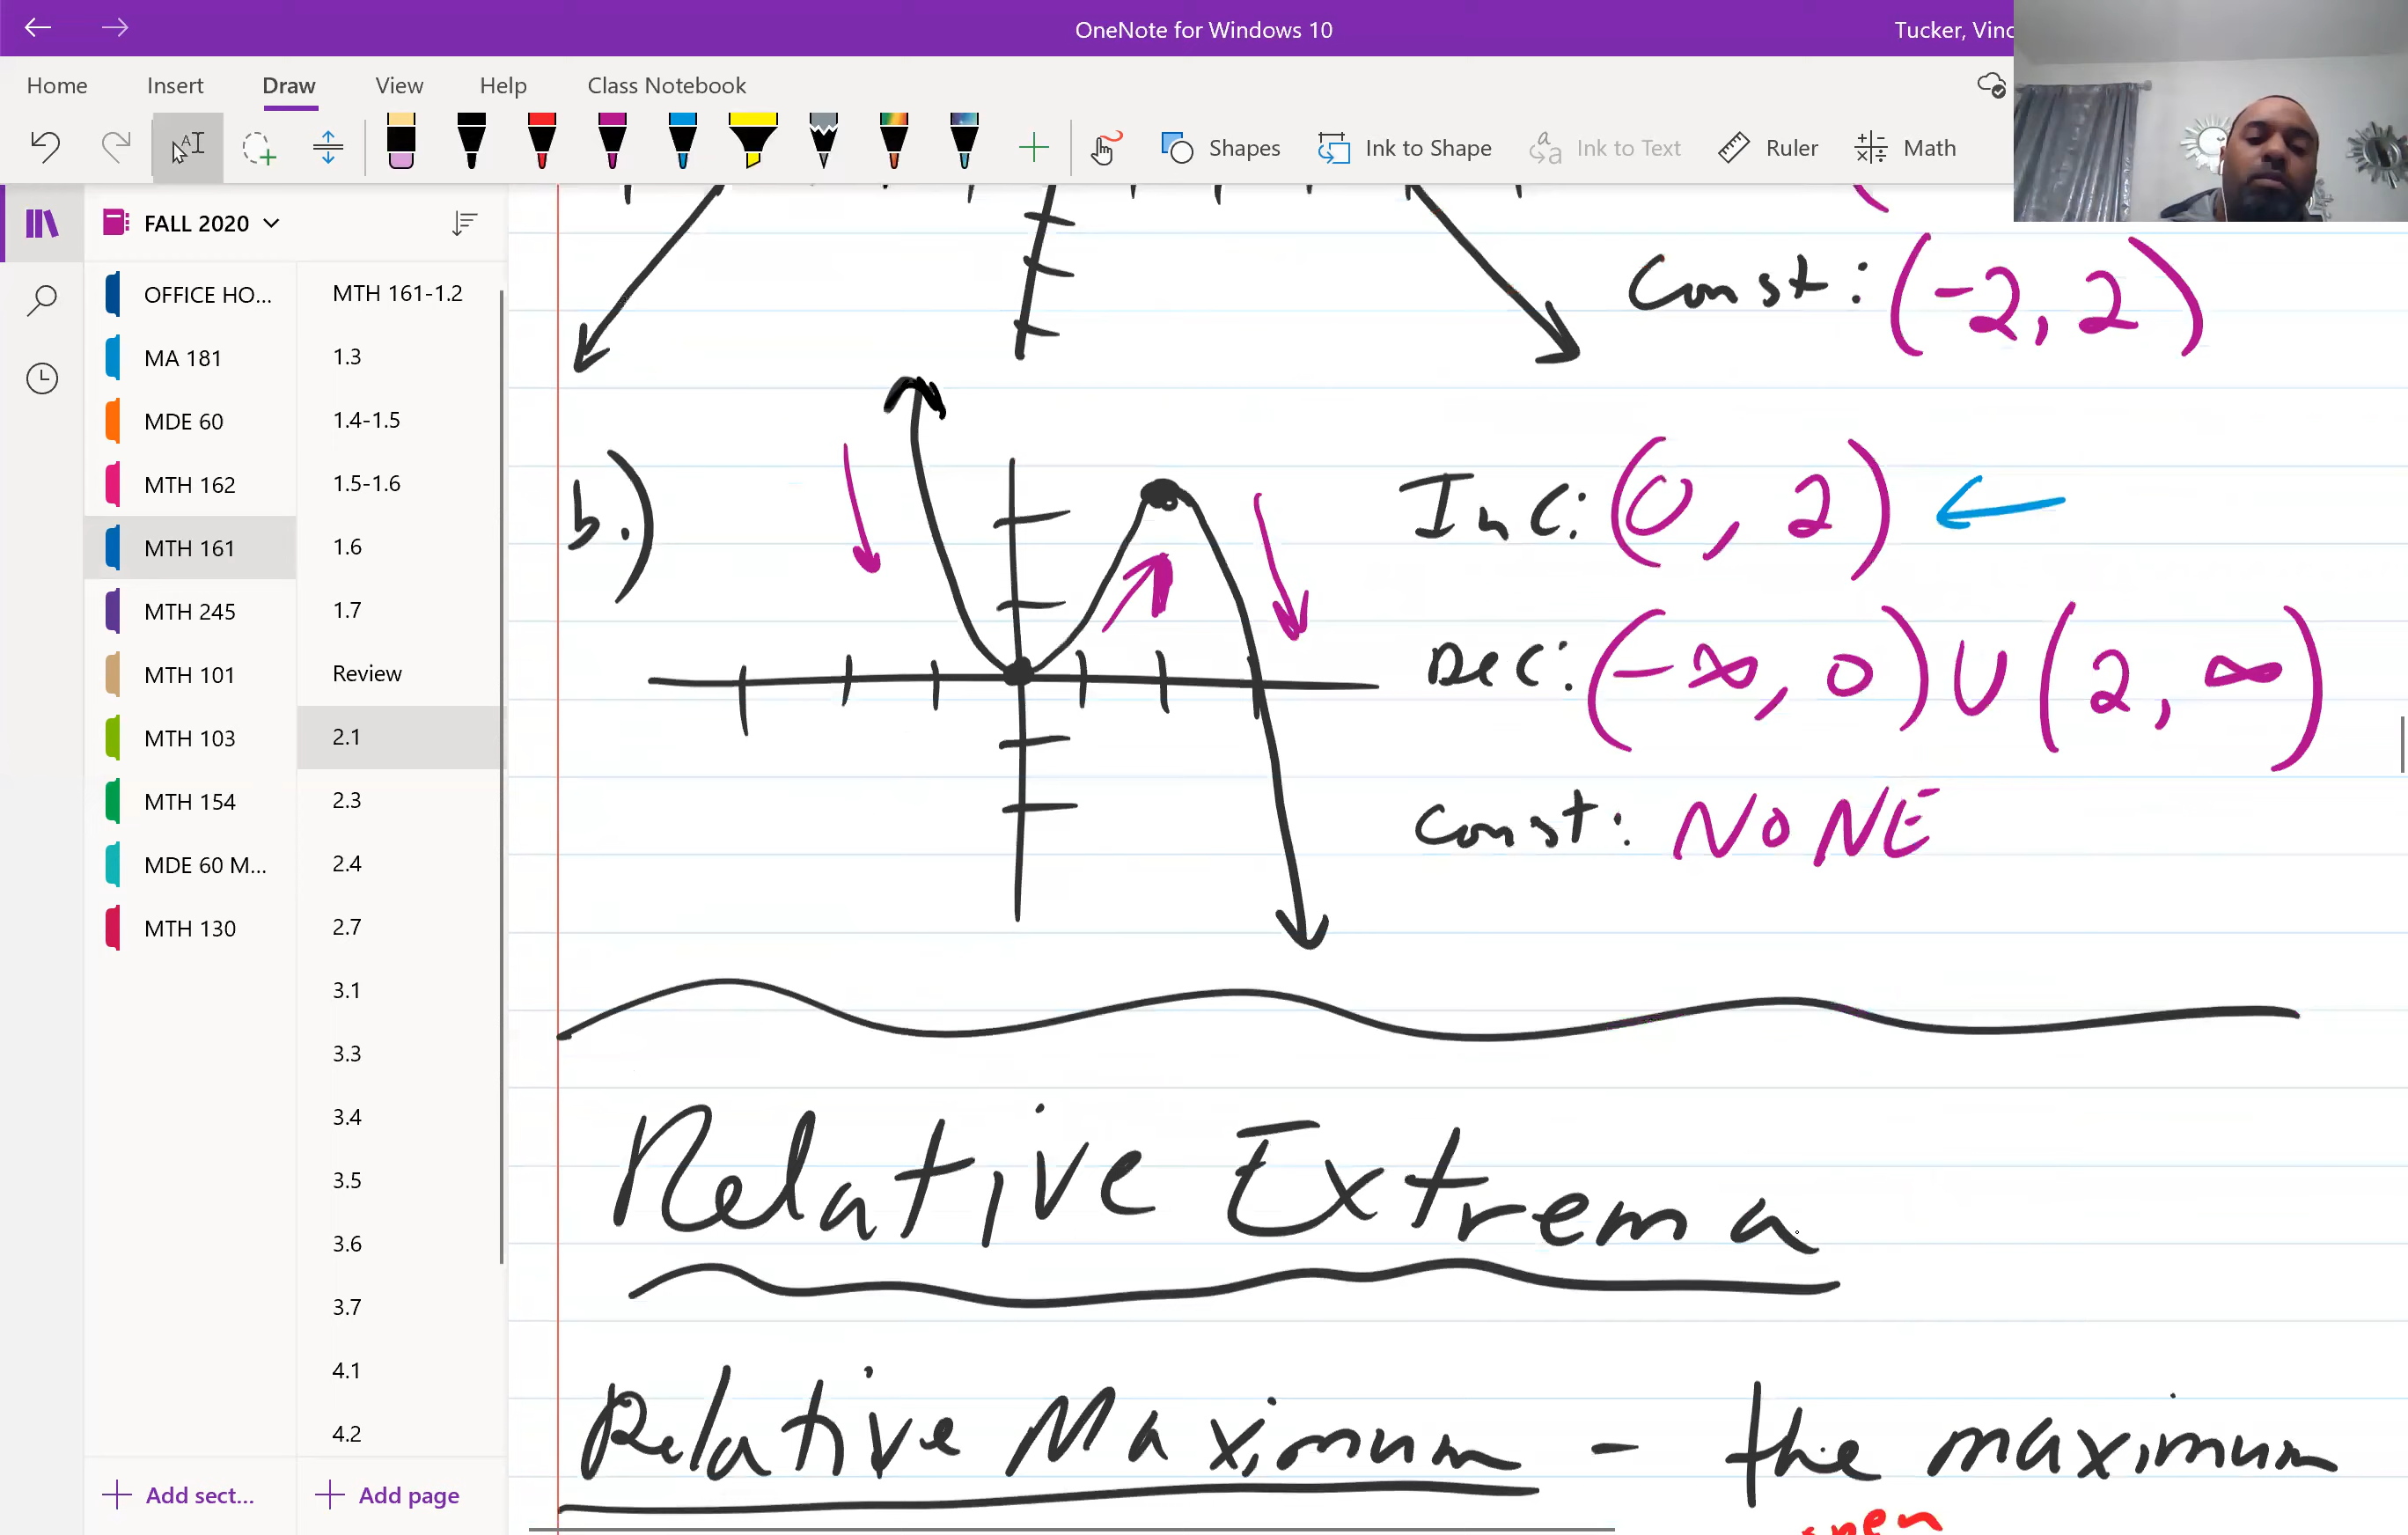 OneNote for Windows 10
Tucker, Vinc
Home Insert Draw View Help Class Notebook
Shapes Ink to Shape Ink to Text Ruler Math
FALL 2020
OFFICE HO...
MA 181
MDE 60
MTH 162
MTH 161
MTH 245
MTH 101
MTH 103
MTH 154
MDE 60 M...
MTH 130
Add sect...
MTH 161-1.2
1.3
1.4-1.5
1.5-1.6
1.6
1.7
Review
2.1
2.3
2.4
2.7
3.1
3.3
3.4
3.5
3.6
3.7
4.1
4.2
Add page
Const: (-2, 2)
b.)
Inc: (0, 2) ←
Dec: (-∞, 0) ∪ (2, ∞)
Const: NONE
Relative Extrema
Relative Maximum - the maximum
open